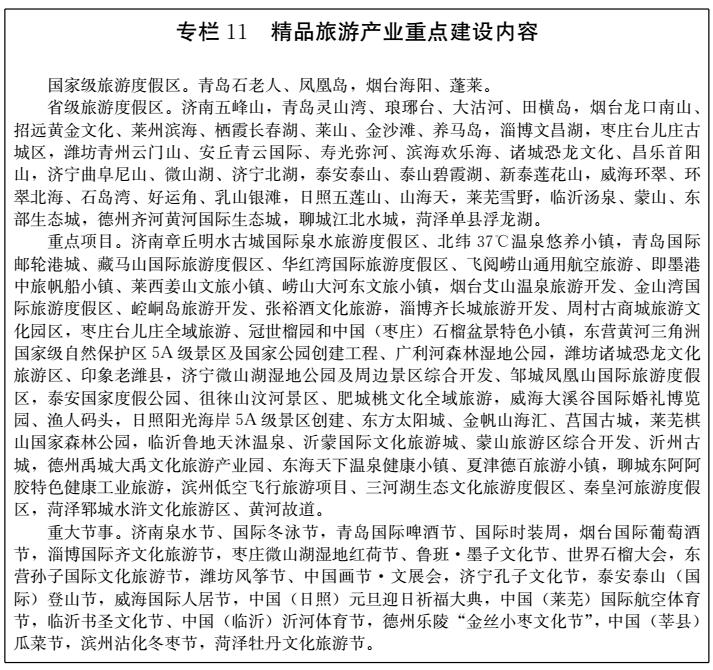 专栏 11　精品旅游产业重点建设内容
国家级旅游度假区。青岛石老人、凤凰岛，烟台海阳、蓬莱。
省级旅游度假区。济南五峰山，青岛灵山湾、琅琊台、大沽河、田横岛，烟台龙口南山、
招远黄金文化、莱州滨海、栖霞长春湖、莱山、金沙滩、养马岛，淄博文昌湖，枣庄台儿庄古
城区，潍坊青州云门山、安丘青云国际、寿光弥河、滨海欢乐海、诸城恐龙文化、昌乐首阳
山，济宁曲阜尼山、微山湖、济宁北湖，泰安泰山、泰山碧霞湖、新泰莲花山，威海环翠、环
翠北海、石岛湾、好运角、乳山银滩，日照五莲山、山海天，莱芜雪野，临沂汤泉、蒙山、东
部生态城，德州齐河黄河国际生态城，聊城江北水城，菏泽单县浮龙湖。
重点项目。济南章丘明水古城国际泉水旅游度假区、北纬 37℃温泉悠养小镇，青岛国际
邮轮港城、藏马山国际旅游度假区、华红湾国际旅游度假区、飞阅崂山通用航空旅游、即墨港
中旅帆船小镇、莱西姜山文旅小镇、崂山大河东文旅小镇，烟台艾山温泉旅游开发、金山湾国
际旅游度假区、崆峒岛旅游开发、张裕酒文化旅游，淄博齐长城旅游开发、周村古商城旅游文
化园区，枣庄台儿庄全域旅游、冠世榴园和中国（枣庄）石榴盆景特色小镇，东营黄河三角洲
国家级自然保护区 5A 级景区及国家公园创建工程、广利河森林湿地公园，潍坊诸城恐龙文化
旅游区、印象老潍县，济宁微山湖湿地公园及周边景区综合开发、邹城凤凰山国际旅游度假
区，泰安国家度假公园、徂徕山汶河景区、肥城桃文化全域旅游，威海大溪谷国际婚礼博览
园、渔人码头，日照阳光海岸 5A 级景区创建、东方太阳城、金帆山海汇、莒国古城，莱芜棋
山国家森林公园，临沂鲁地天沐温泉、沂蒙国际文化旅游城、蒙山旅游区综合开发、沂州古
城，德州禹城大禹文化旅游产业园、东海天下温泉健康小镇、夏津德百旅游小镇，聊城东阿阿
胶特色健康工业旅游，滨州低空飞行旅游项目、三河湖生态文化旅游度假区、秦皇河旅游度假
区，菏泽郓城水浒文化旅游区、黄河故道。
重大节事。济南泉水节、国际冬泳节，青岛国际啤酒节、国际时装周，烟台国际葡萄酒
节，淄博国际齐文化旅游节，枣庄微山湖湿地红荷节、鲁班·墨子文化节、世界石榴大会，东
营孙子国际文化旅游节，潍坊风筝节、中国画节·文展会，济宁孔子文化节，泰安泰山（国
际）登山节，威海国际人居节，中国（日照）元旦迎日祈福大典，中国（莱芜）国际航空体育
节，临沂书圣文化节、中国（临沂）沂河体育节，德州乐陵“金丝小枣文化节”，中国（莘县）
瓜菜节，滨州沾化冬枣节，菏泽牡丹文化旅游节。